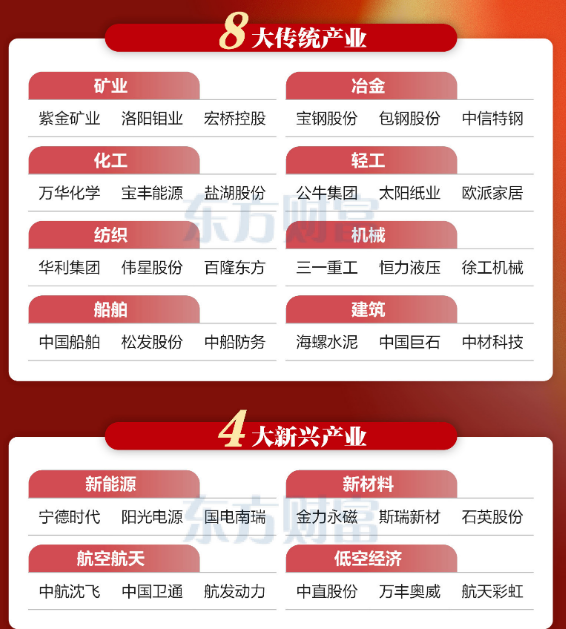 8大传统产业
矿业
紫金矿业 洛阳钼业 宏桥控股
冶金
宝钢股份 包钢股份 中信特钢
化工
万华化学 宝丰能源 盐湖股份
轻工
公牛集团 太阳纸业 欧派家居
纺织
华利集团 伟星股份 百隆东方
机械
三一重工 恒力液压 徐工机械
船舶
中国船舶 松发股份 中船防务
建筑
海螺水泥 中国巨石 中材科技
东方财富
4大新兴产业
新能源
宁德时代 阳光电源 国电南瑞
新材料
金力永磁 斯瑞新材 石英股份
航空航天
中航沈飞 中国卫通 航发动力
低空经济
中直股份 万丰奥威 航天彩虹
东方财富